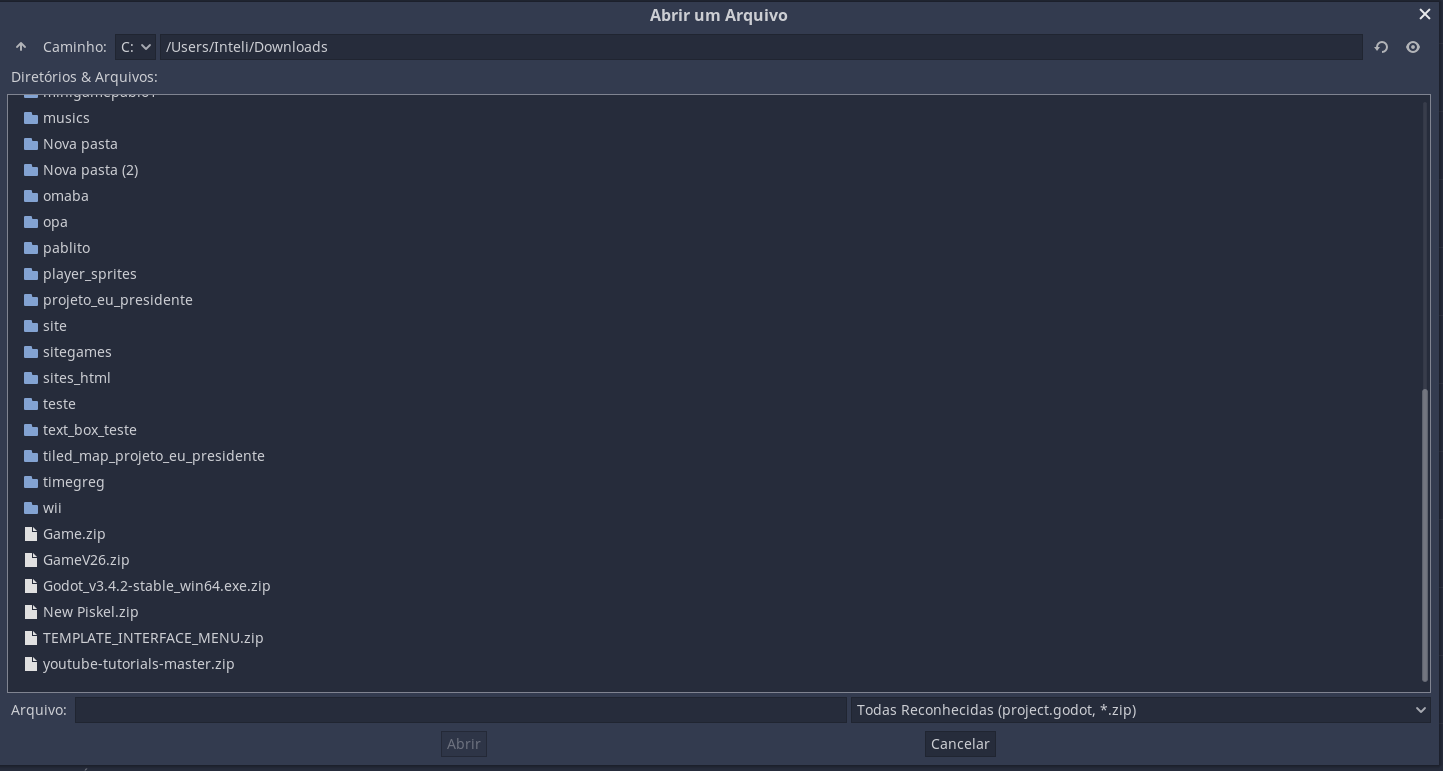 Abrir um Arquivo
Caminho: C: /Users/Inteli/Downloads
Diretórios & Arquivos:
musics
Nova pasta
Nova pasta (2)
omaba
opa
pablito
player_sprites
projeto_eu_presidente
site
sitegames
sites_html
teste
text_box_teste
tiled_map_projeto_eu_presidente
timegreg
wii
Game.zip
GameV26.zip
Godot_v3.4.2-stable_win64.exe.zip
New Piskel.zip
TEMPLATE_INTERFACE_MENU.zip
youtube-tutorials-master.zip
Arquivo: Todas Reconhecidas (project.godot, *.zip)
Abrir Cancelar